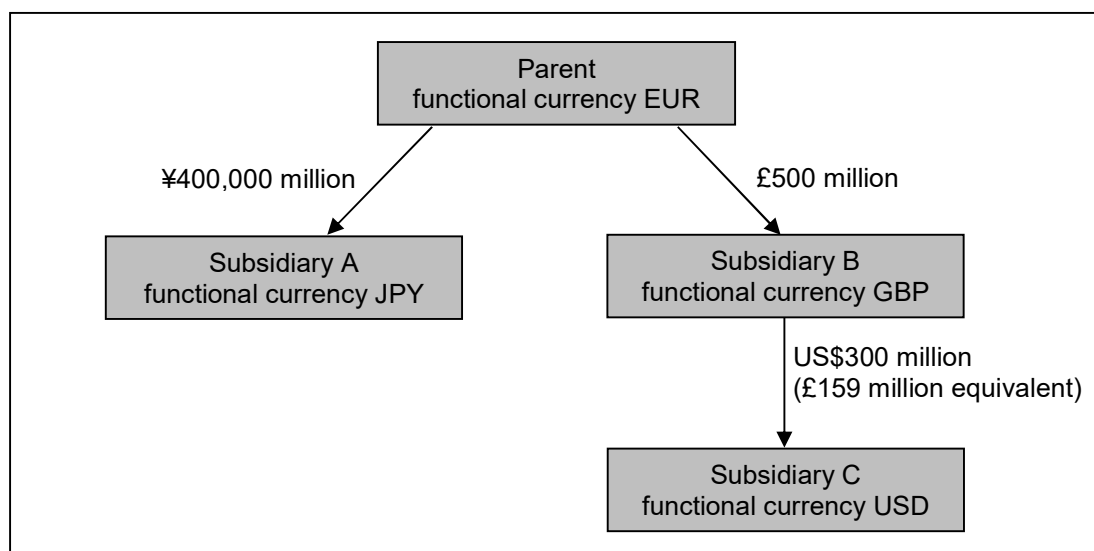 Parent
functional currency EUR
¥400,000 million
£500 million
Subsidiary A
functional currency JPY
Subsidiary B
functional currency GBP
US$300 million
(£159 million equivalent)
Subsidiary C
functional currency USD